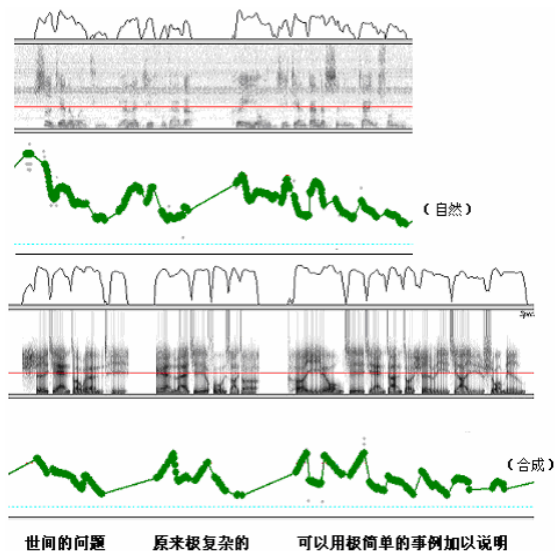 （自然）
Spec.
（合成）
世间的问题 原来极复杂的 可以用极简单的事例加以说明